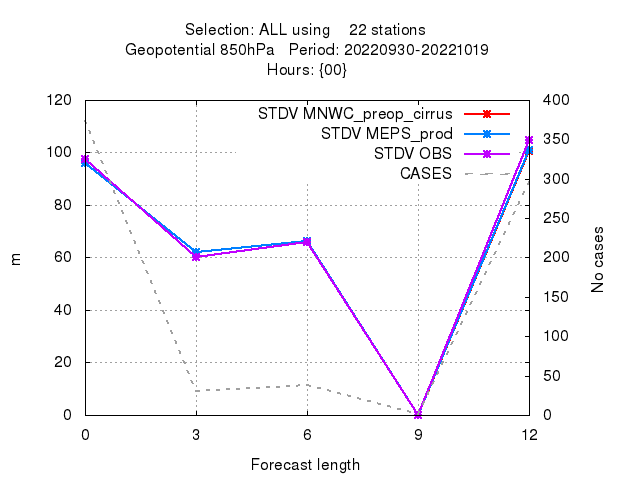 Selection: ALL using    22 stations
Geopotential 850hPa   Period: 20220930-20221019
Hours: {00}
120 400
STDV MNWC_preop_cirrus
STDV MEPS_prod
STDV OBS
CASES
100 350
80 300
60 250
40 200
20 150
0 100
50
0
m
No cases
0 3 6 9 12
Forecast length